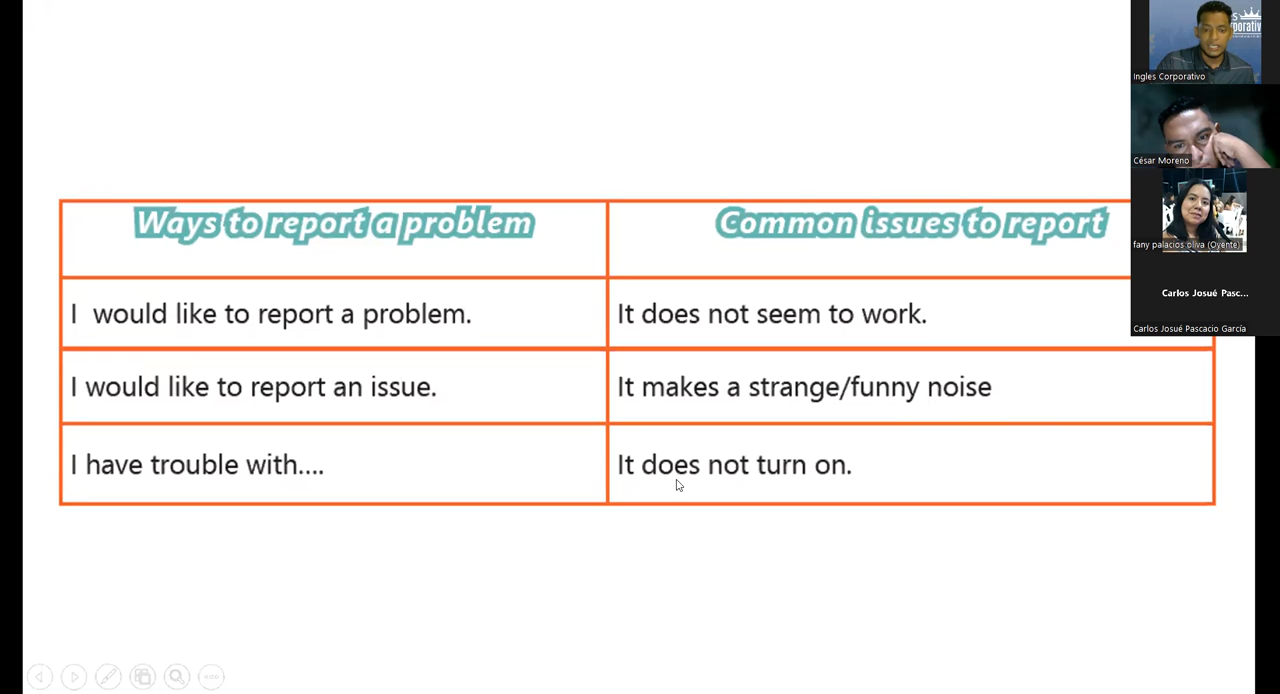 Ways to report a problem
Common issues to report
I would like to report a problem.
It does not seem to work.
I would like to report an issue.
It makes a strange/funny noise
I have trouble with....
It does not turn on.
Ingles Corporativo
César Moreno
fany palacios oliva (Oyente)
Carlos Josué Pasc...
Carlos Josué Pascacio García